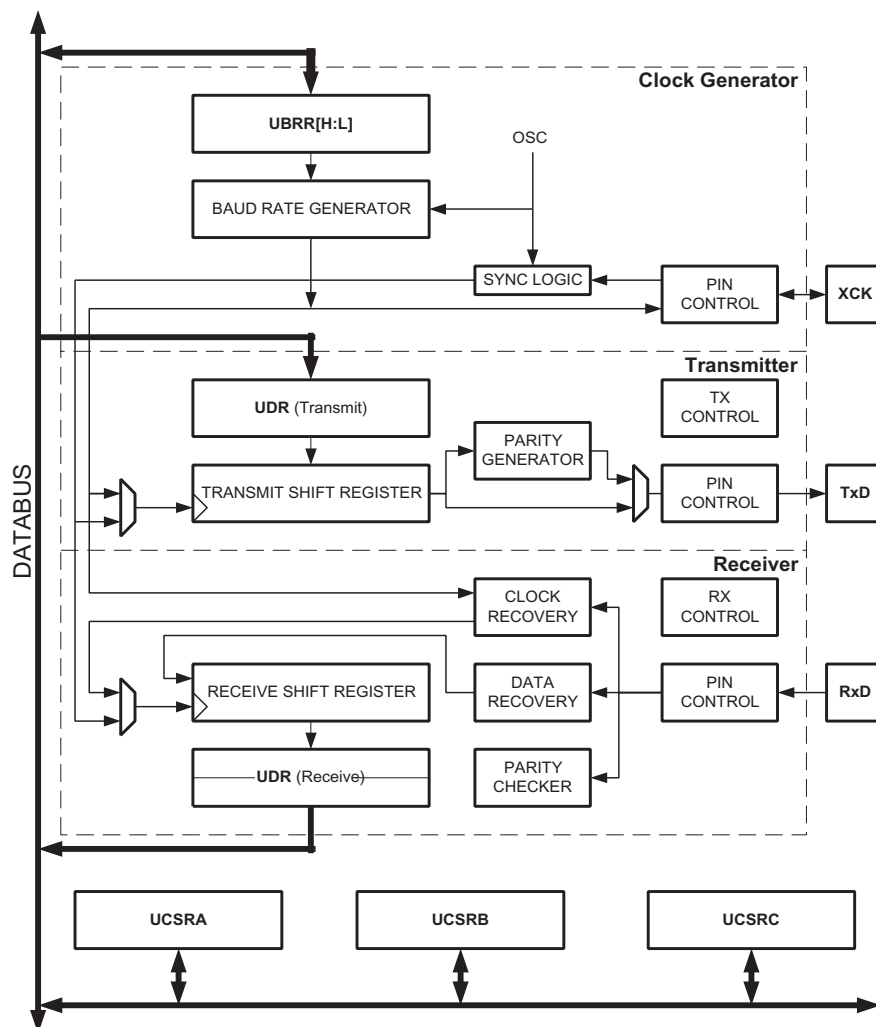 Clock Generator
UBRR[H:L]
OSC
BAUD RATE GENERATOR
SYNC LOGIC
PIN
CONTROL
XCK
Transmitter
UDR (Transmit)
TX
CONTROL
PARITY
GENERATOR
TRANSMIT SHIFT REGISTER
PIN
CONTROL
TxD
DATABUS
Receiver
CLOCK
RECOVERY
RX
CONTROL
RECEIVE SHIFT REGISTER
DATA
RECOVERY
PIN
CONTROL
RxD
UDR (Receive)
PARITY
CHECKER
UCSRA
UCSRB
UCSRC